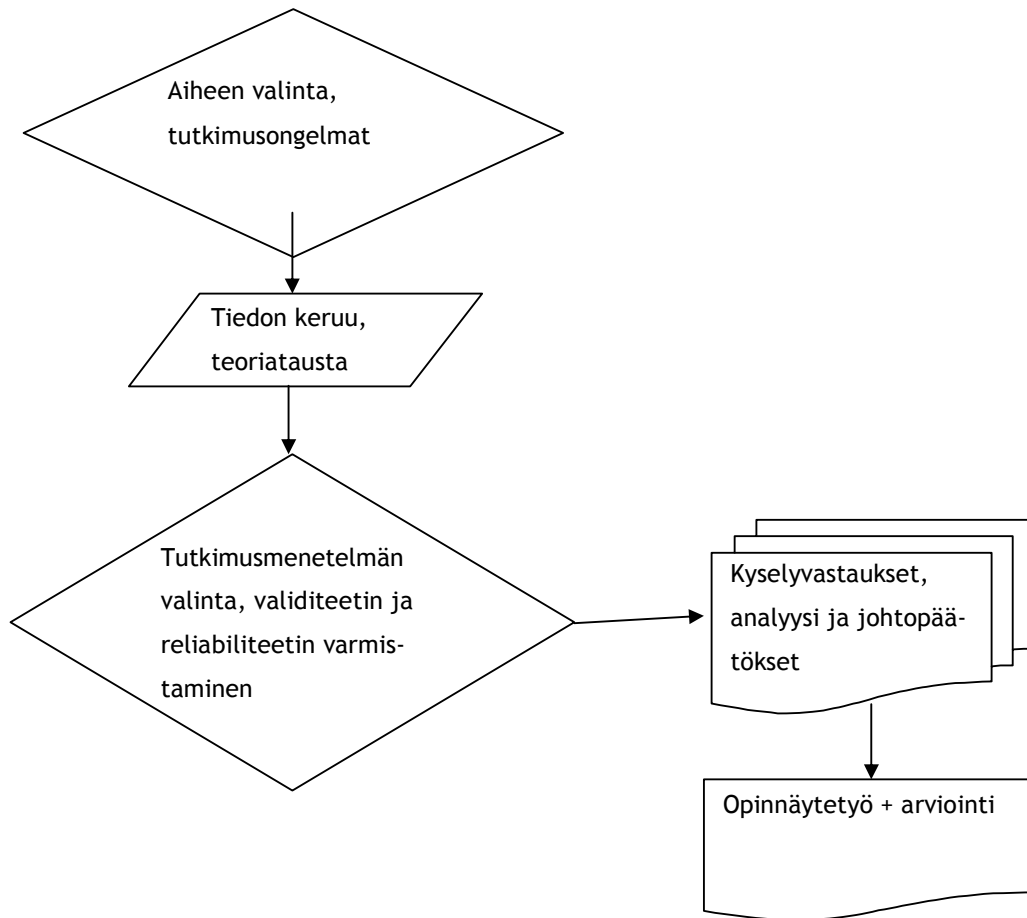 Aiheen valinta,
tutkimusongelmat
Tiedon keruu,
teoriatausta
Tutkimusmenetelmän
valinta, validiteetin ja
reliabiliteetin varmis-
taminen
Kyselyvastaukset,
analyysi ja johtopää-
tökset
Opinnäytetyö + arviointi